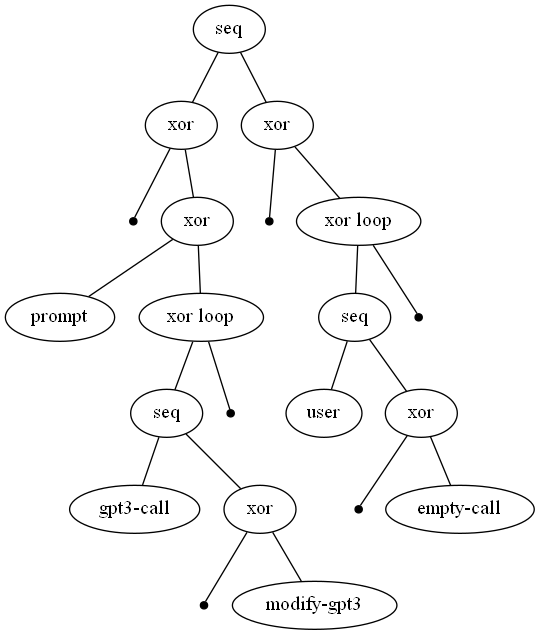 seq
xor
xor
xor
xor loop
prompt
xor loop
seq
seq
user
xor
gpt3-call
xor
empty-call
modify-gpt3